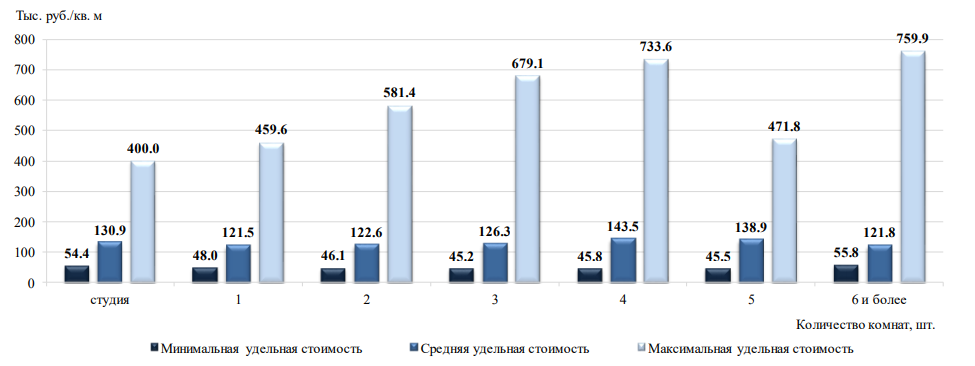 Тыс. руб./кв. м
800
700
600
500
400
300
200
100
0
54.4 130.9 400.0
48.0 121.5 459.6
46.1 122.6 581.4
45.2 126.3 679.1
45.8 143.5 733.6
45.5 138.9 471.8
55.8 121.8 759.9
студия 1 2 3 4 5 6 и более
Количество комнат, шт.
Минимальная удельная стоимость Средняя удельная стоимость Максимальная удельная стоимость